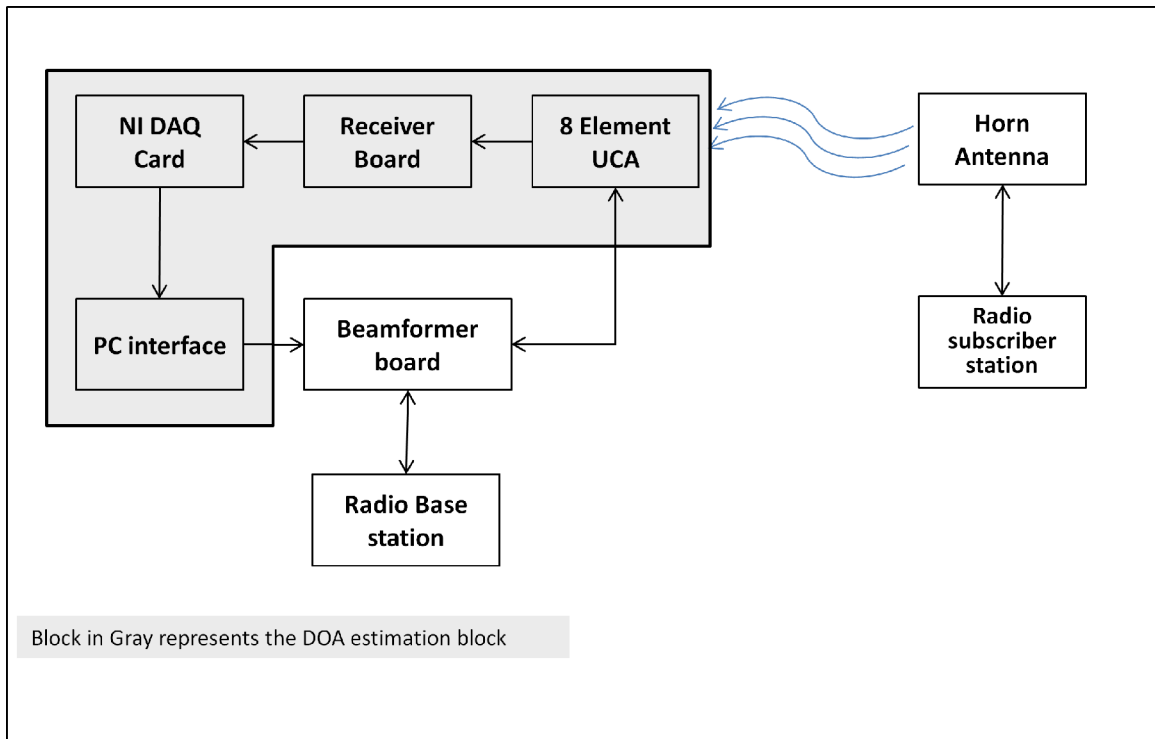 NI DAQ
Card
Receiver
Board
8 Element
UCA
Horn
Antenna
PC interface
Beamformer
board
Radio
subscriber
station
Radio Base
station
Block in Gray represents the DOA estimation block